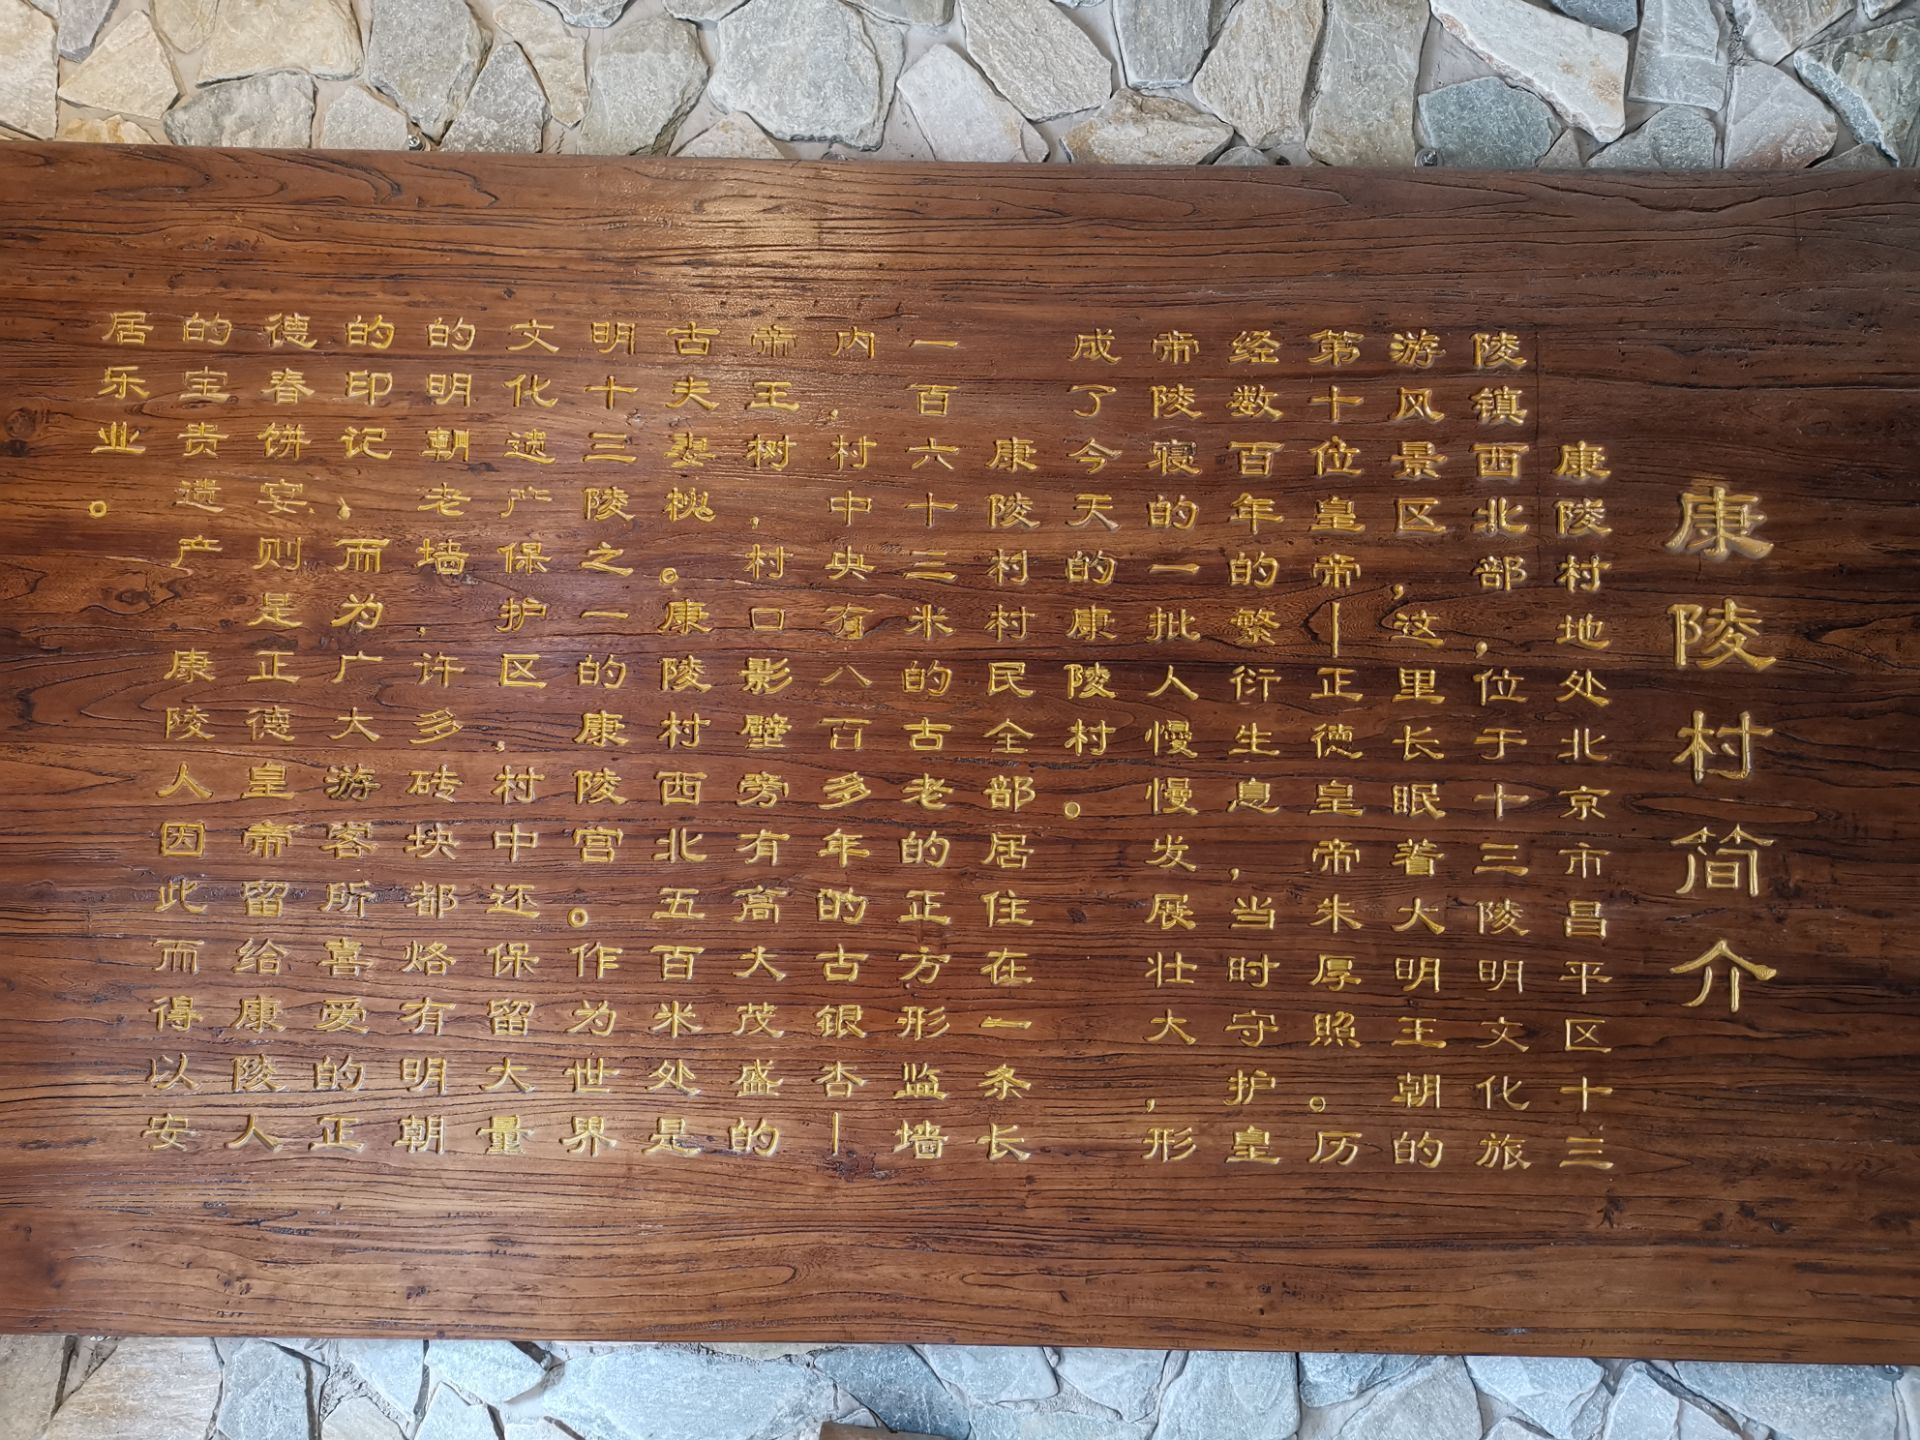 康陵村简介
康陵村地处北京市昌平区十三
陵镇西北部,位于十三陵明文化旅
游风景区,这里长眠着大明王朝的
第十位皇帝—正德皇帝朱厚照。历
经数百年的繁衍生息,当时守护皇
帝陵寝的一批人慢慢发展壮大,形
成了今天的康陵村。
康陵村村民全部居住在一条长
一百六十三米的古老的正方形监墙
内,村中央有八百多年的古银杏—
帝王树,村口影壁旁有高大茂盛的
古夫妻槐。康陵村西北五百米处是
明十三陵之一的康陵宫。作为世界
文化遗产保护区,村中还保留大量
的明朝老墙,许多砖块都烙有明朝
的印记,而为广大游客所喜爱的正
德春饼宴,则是正德皇帝留给康陵人
的宝贵遗产 康陵人因此而得以安
居乐业。